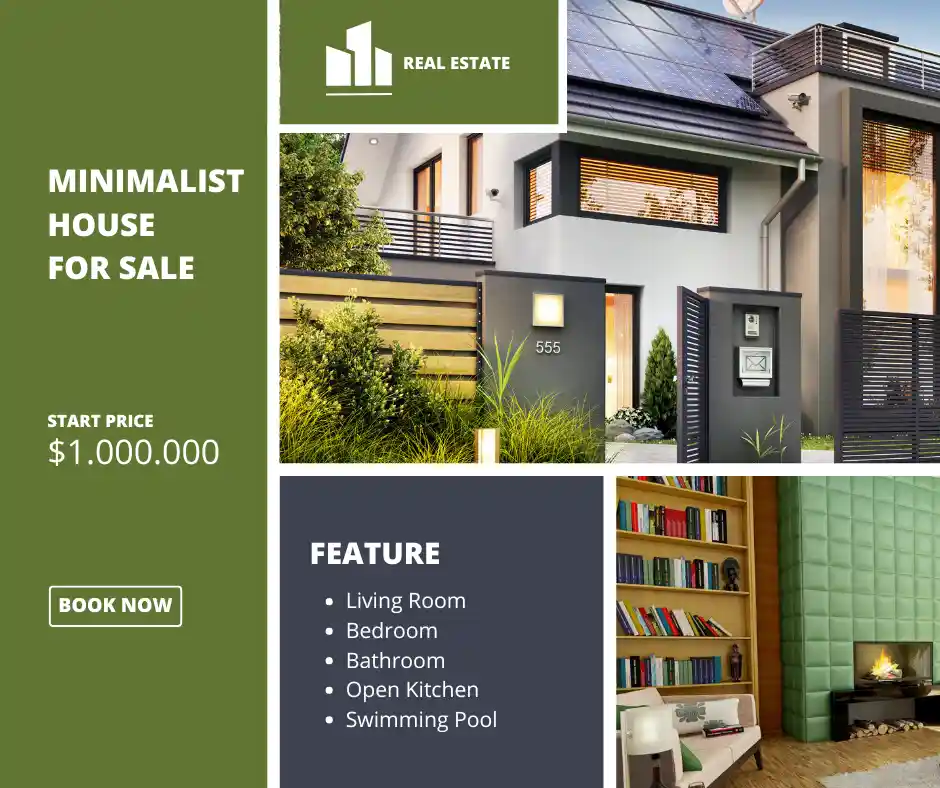 REAL ESTATE
MINIMALIST
HOUSE
FOR SALE
START PRICE
$1.000.000
BOOK NOW
555
FEATURE
• Living Room
• Bedroom
• Bathroom
• Open Kitchen
• Swimming Pool